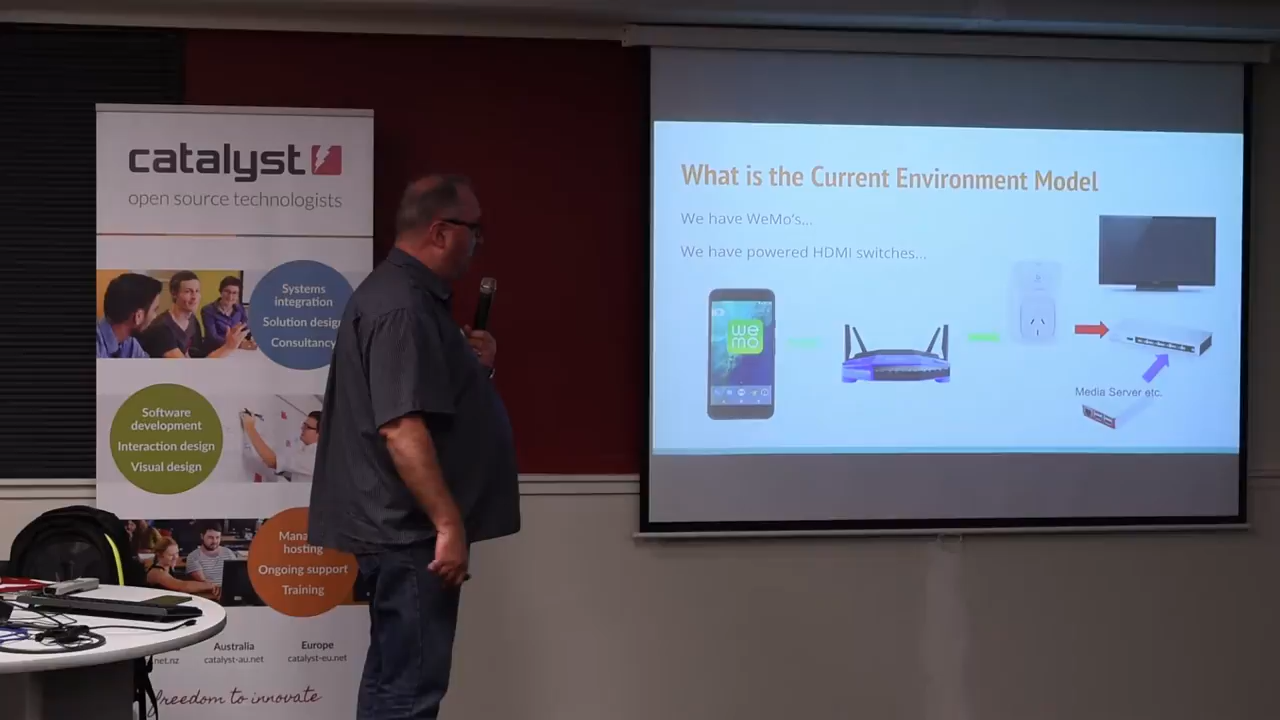 catalyst
open source technologists
Systems
integration
Solution design
Consultancy
Software
development
Interaction design
Visual design
hosting
Ongoing support
Training
Australia
Europe
net.nz
catalyst-au.net
catalyst-eu.net
freedom to innovate
What is the Current Environment Model
We have WeMo's...
We have powered HDMI switches...
we
mo
Media Server etc.